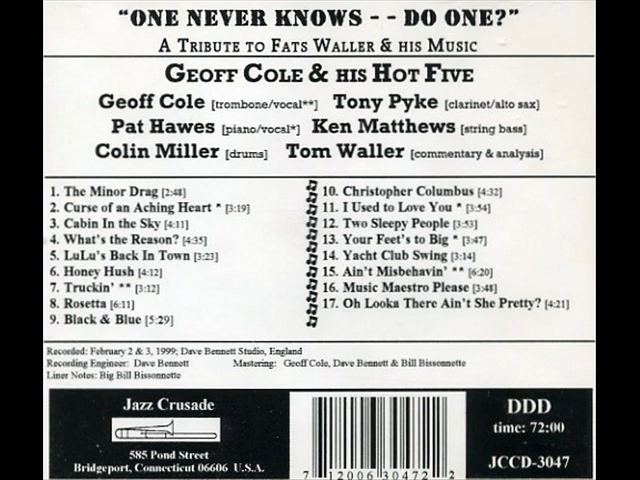 "ONE NEVER KNOWS - - DO ONE?"
A TRIBUTE TO FATS WALLER & HIS MUSIC
GEOFF COLE & HIS HOT FIVE
Geoff Cole [trombone/vocal**] Tony Pyke [clarinet/alto sax]
Pat Hawes [piano/vocal*] Ken Matthews [string bass]
Colin Miller [drums] Tom Waller [commentary & analysis]
1. The Minor Drag [2:48]
2. Curse of an Aching Heart * [3:19]
3. Cabin In the Sky [4:11]
4. What's the Reason? [4:35]
5. LuLu's Back In Town [3:23]
6. Honey Hush [4:12]
7. Truckin' ** [3:12]
8. Rosetta [6:11]
9. Black & Blue [5:29]
10. Christopher Columbus [4:32]
11. I Used to Love You * [3:54]
12. Two Sleepy People [3:53]
13. Your Feet's to Big * [3:47]
14. Yacht Club Swing [3:14]
15. Ain't Misbehavin' ** [6:20]
16. Music Maestro Please [3:48]
17. Oh Looka There Ain't She Pretty? [4:21]
Recorded: February 2 & 3, 1999; Dave Bennett Studio, England
Recording Engineer: Dave Bennett Mastering: Geoff Cole, Dave Bennett & Bill Bissonnette
Liner Notes: Big Bill Bissonnette
Jazz Crusade
585 Pond Street
Bridgeport, Connecticut 06606 U.S.A.
7 12006 30472 2
DDD
time: 72:00
JCCD-3047